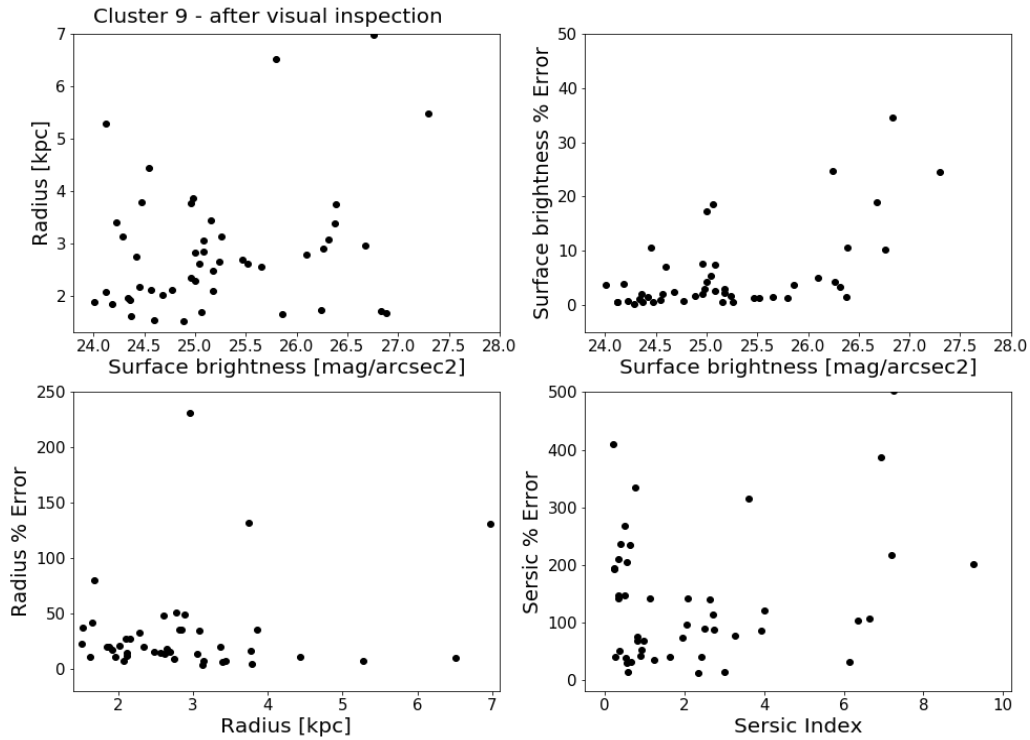 Cluster 9 - after visual inspection
7
6
5
4
3
2
Radius [kpc]
24.0 24.5 25.0 25.5 26.0 26.5 27.0 27.5 28.0
Surface brightness [mag/arcsec2]
50
40
30
20
10
0
Surface brightness % Error
24.0 24.5 25.0 25.5 26.0 26.5 27.0 27.5 28.0
Surface brightness [mag/arcsec2]
250
200
150
100
50
0
Radius % Error
2 3 4 5 6 7
Radius [kpc]
500
400
300
200
100
0
Sersic % Error
0 2 4 6 8 10
Sersic Index